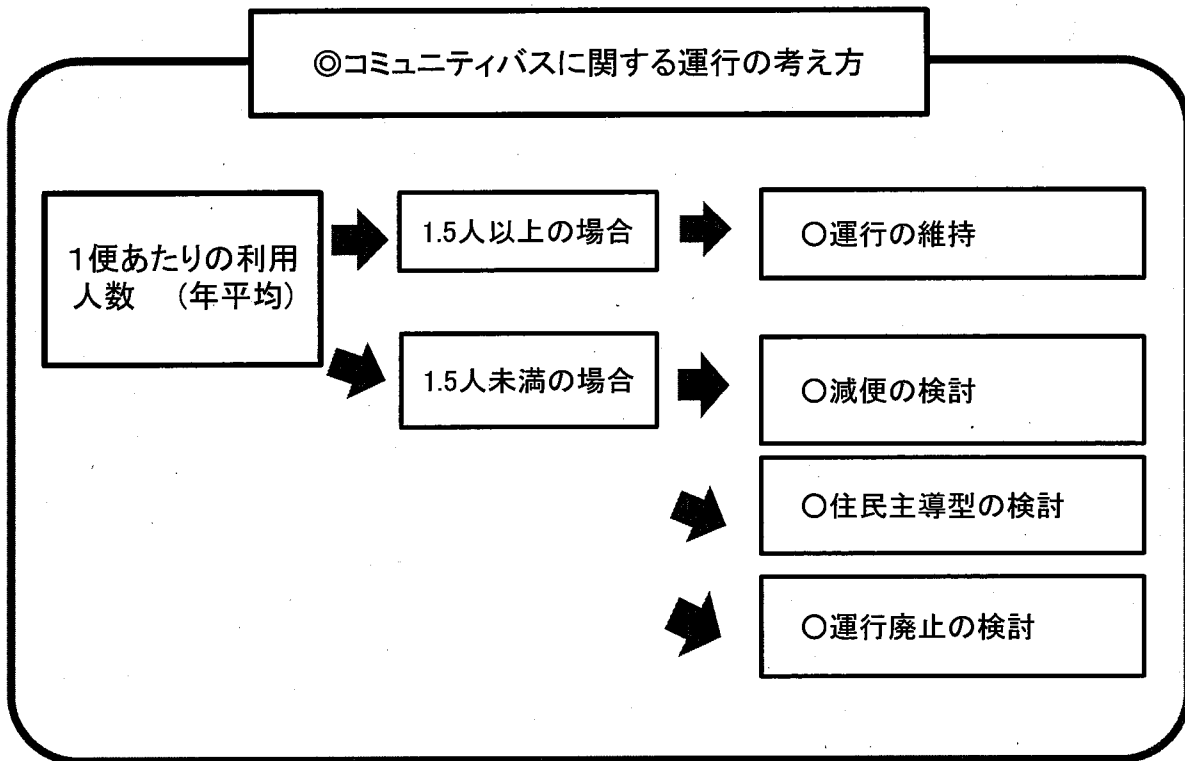 ◎コミュニティバスに関する運行の考え方
1便あたりの利用
人数　（年平均）
1.5人以上の場合
○運行の維持
1.5人未満の場合
○減便の検討
○住民主導型の検討
○運行廃止の検討